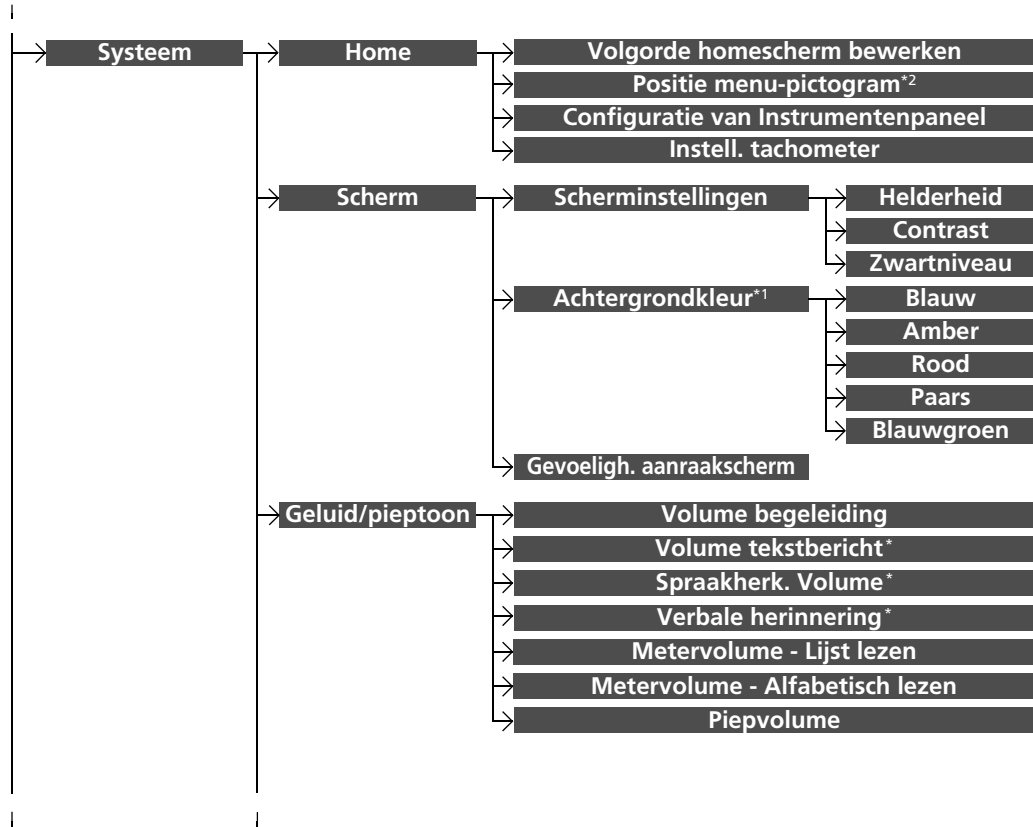 Systeem
Home
Volgorde homescherm bewerken
Positie menu-pictogram*2
Configuratie van Instrumentenpaneel
Instell. tachometer
Scherm
Scherminstellingen
Helderheid
Contrast
Zwartniveau
Achtergrondkleur*1
Blauw
Amber
Rood
Paars
Blauwgroen
Gevoeligh. aanraakscherm
Geluid/pieptoon
Volume begeleiding
Volume tekstbericht*
Spraakherk. Volume*
Verbale herinnering*
Metervolume - Lijst lezen
Metervolume - Alfabetisch lezen
Piepvolume